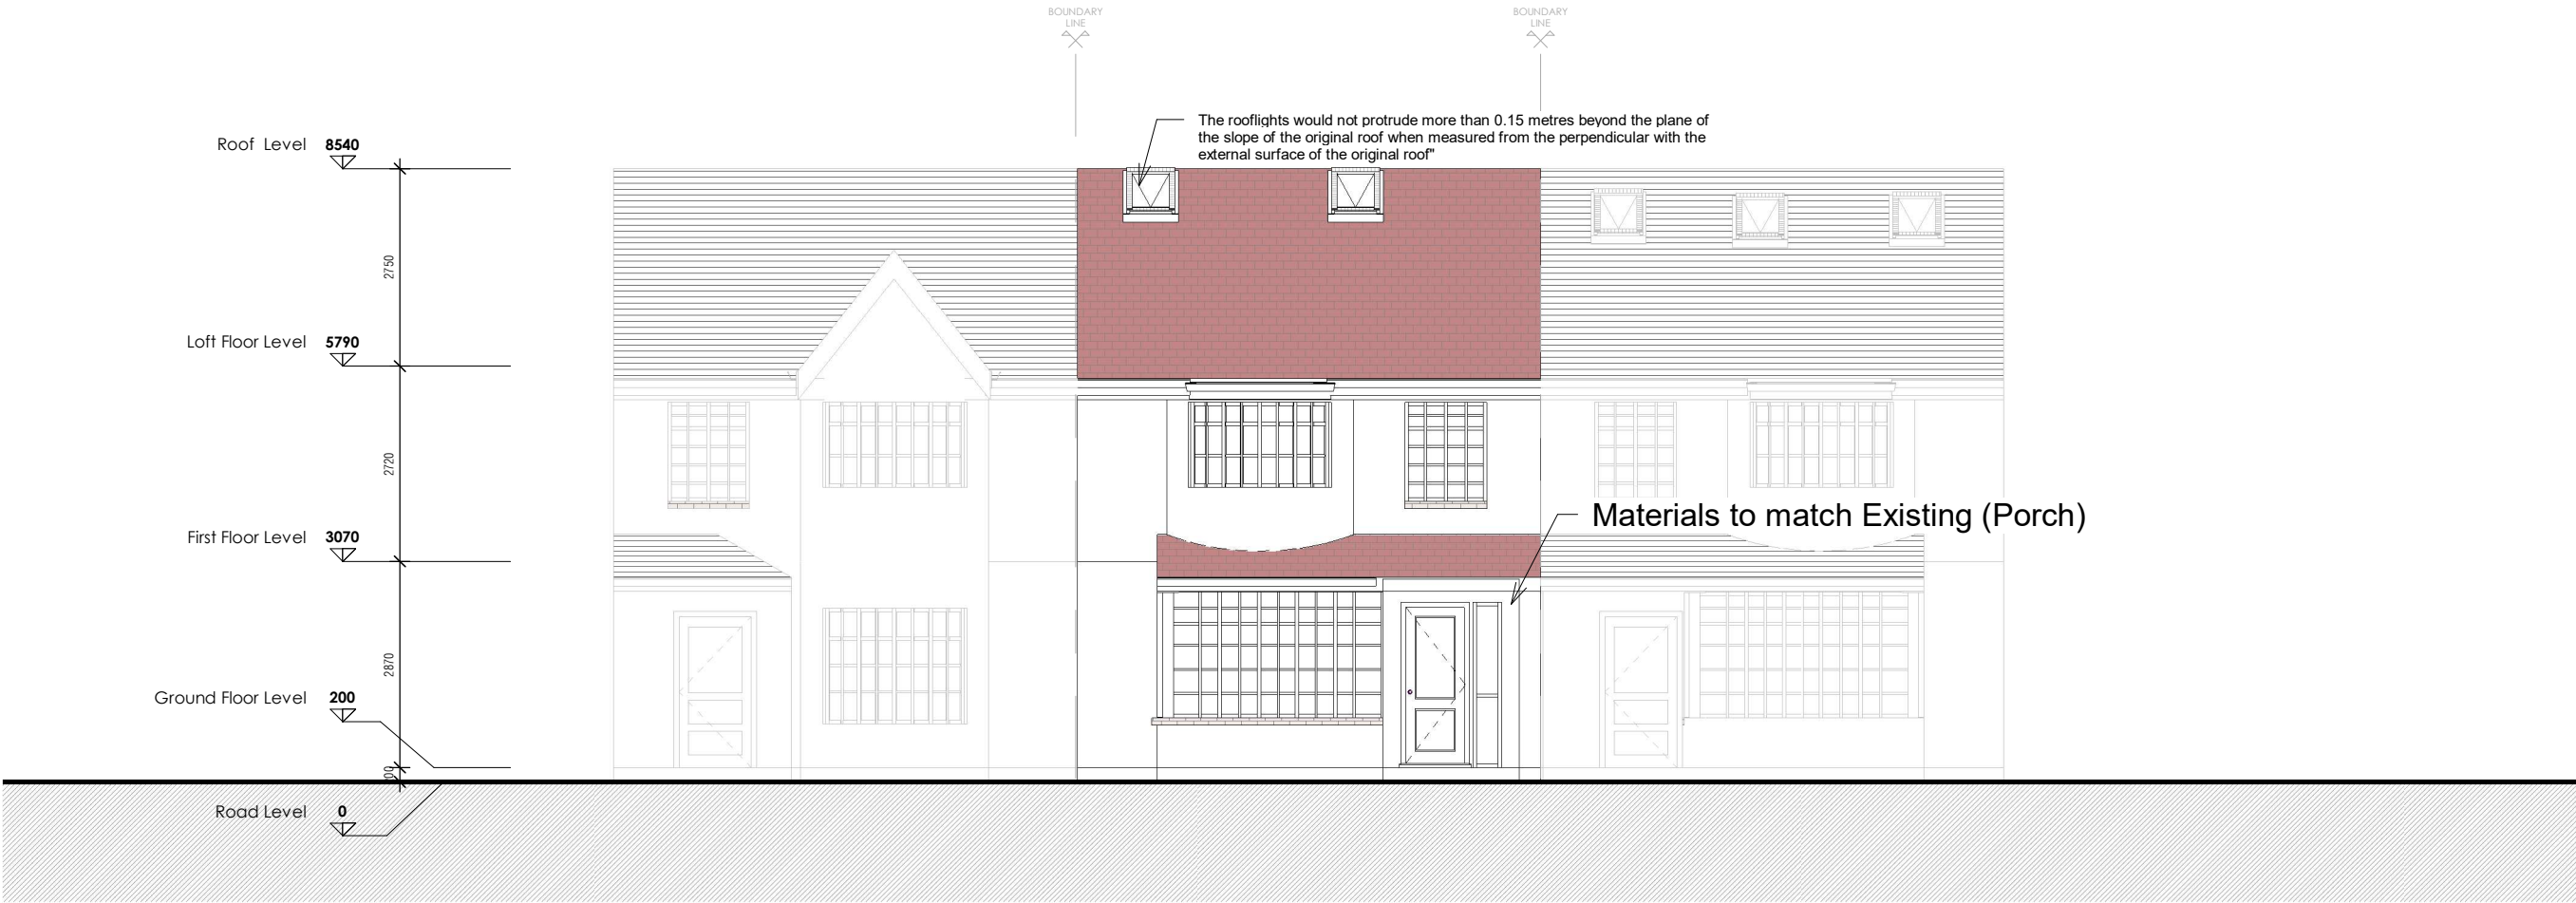 BOUNDARY
LINE
BOUNDARY
LINE
The rooflights would not protrude more than 0.15 metres beyond the plane of
the slope of the original roof when measured from the perpendicular with the
external surface of the original roof"
Roof Level 8540
2750
Loft Floor Level 5790
2720
First Floor Level 3070
Materials to match Existing (Porch)
2870
Ground Floor Level 200
200
Road Level 0